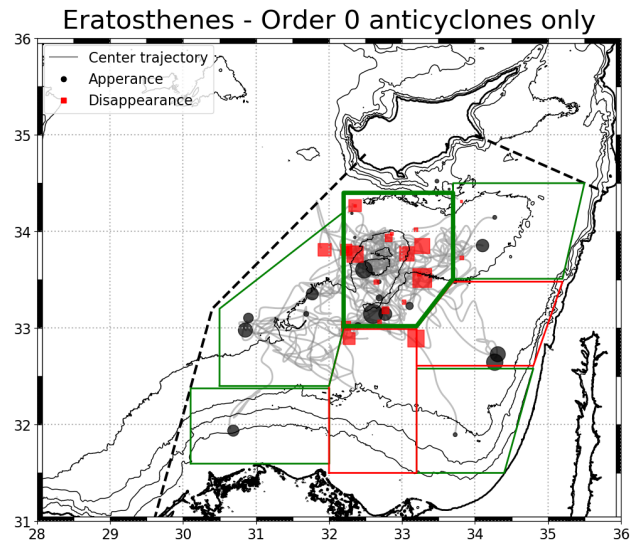 Eratosthenes - Order 0 anticyclones only
36
Center trajectory
Apperance
Disappearance
35
34
33
32
31
28 29 30 31 32 33 34 35 36